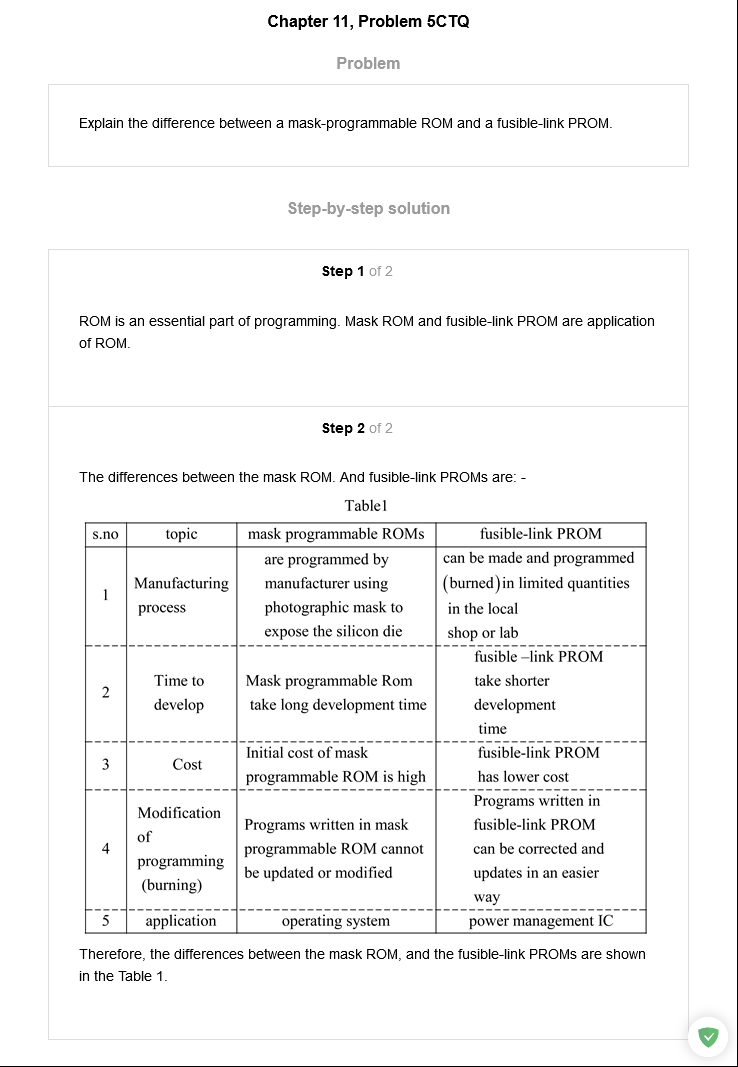 Chapter 11, Problem 5CTQ
Problem
Explain the difference between a mask-programmable ROM and a fusible-link PROM.
Step-by-step solution
Step 1 of 2
ROM is an essential part of programming. Mask ROM and fusible-link PROM are application
of ROM.
Step 2 of 2
The differences between the mask ROM. And fusible-link PROMs are: -
Table1
s.no topic mask programmable ROMs fusible-link PROM
1
Manufacturing
process
are programmed by
manufacturer using
photographic mask to
expose the silicon die
can be made and programmed
(burned)in limited quantities
in the local
shop or lab
2
Time to
develop
Mask programmable Rom
take long development time
fusible –link PROM
take shorter
development
time
3
Cost
Initial cost of mask
programmable ROM is high
fusible-link PROM
has lower cost
4
Modification
of
programming
(burning)
Programs written in mask
programmable ROM cannot
be updated or modified
Programs written in
fusible-link PROM
can be corrected and
updates in an easier
way
5 application operating system power management IC
Therefore, the differences between the mask ROM, and the fusible-link PROMs are shown
in the Table 1.